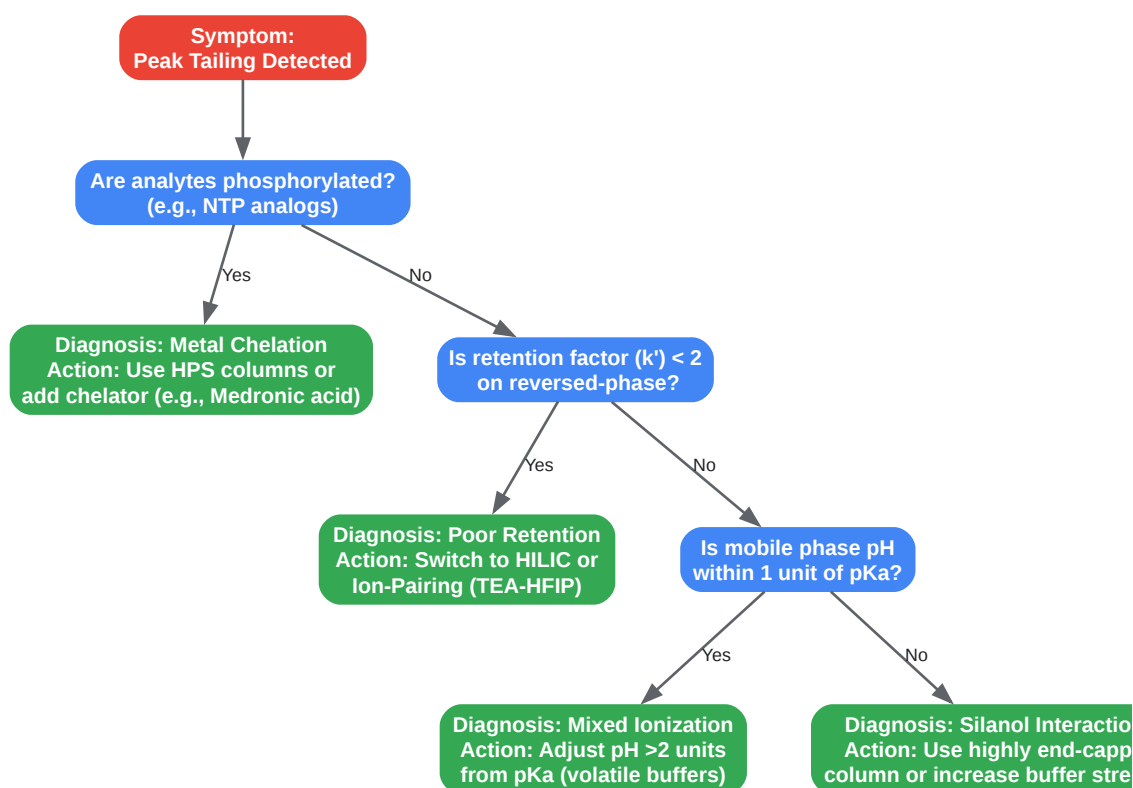 Symptom:
Peak Tailing Detected
Are analytes phosphorylated?
(e.g., NTP analogs)
Yes
No
Diagnosis: Metal Chelation
Action: Use HPS columns or
add chelator (e.g., Medronic acid)
Is retention factor (k') < 2
on reversed-phase?
Yes
No
Diagnosis: Poor Retention
Action: Switch to HILIC or
Ion-Pairing (TEA-HFIP)
Is mobile phase pH
within 1 unit of pKa?
Yes
No
Diagnosis: Mixed Ionization
Action: Adjust pH >2 units
from pKa (volatile buffers)
Diagnosis: Silanol
Action: Use highly
column or increase buffer